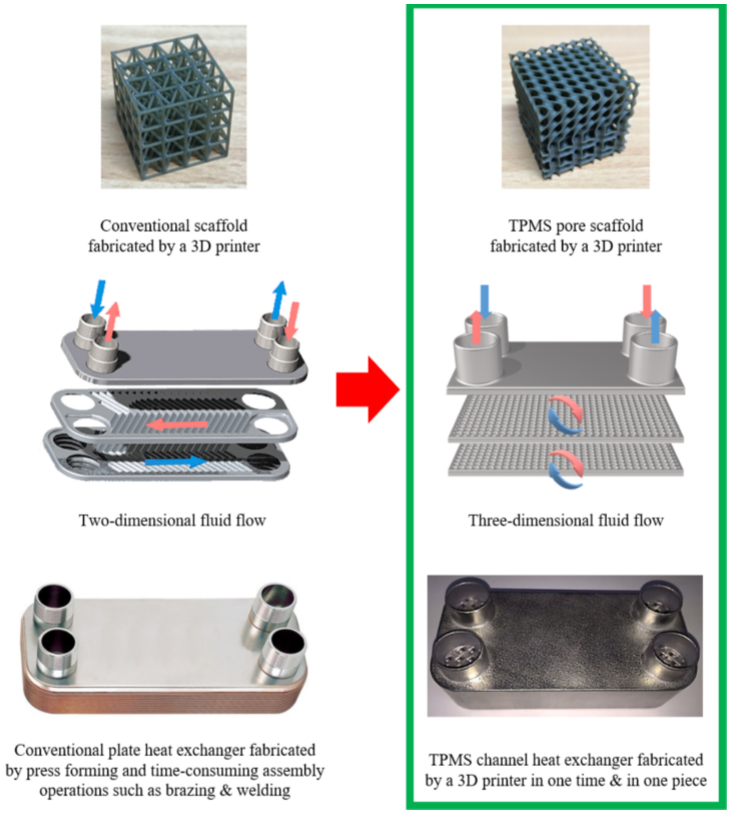 Conventional scaffold
fabricated by a 3D printer
TPMS pore scaffold
fabricated by a 3D printer
Two-dimensional fluid flow
Three-dimensional fluid flow
Conventional plate heat exchanger fabricated
by press forming and time-consuming assembly
operations such as brazing & welding
TPMS channel heat exchanger fabricated
by a 3D printer in one time & in one piece